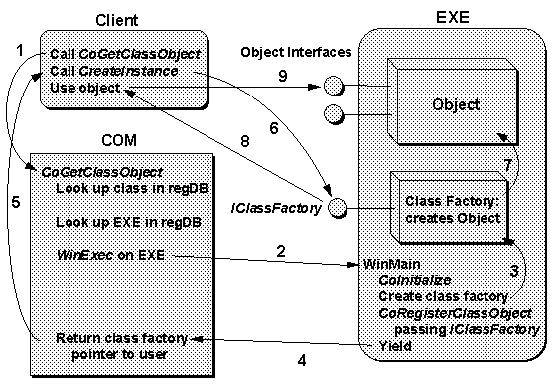 Client
EXE
1
Call CoGetClassObject
Call CreateInstance
Use object
Object Interfaces
9
Object
6
8
COM
CoGetClassObject
Look up class in regDB
5
Look up EXE in regDB
WinExec on EXE
IClassFactory
7
Class Factory:
creates Object
2
WinMain
3
CoInitialize
Create class factory
CoRegisterClassObject
passing IClassFactory
Yield
Return class factory
pointer to user
4